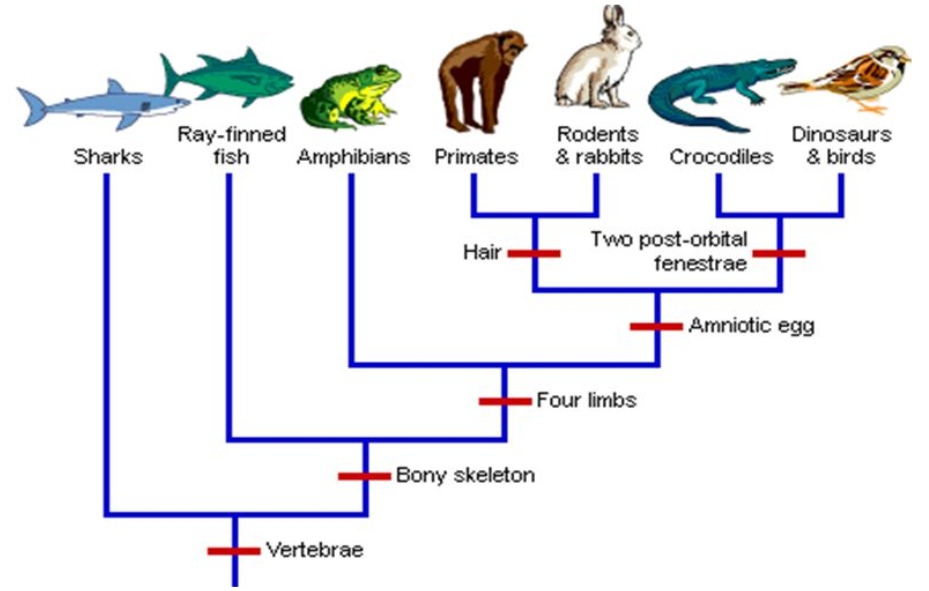 Sharks
Ray-finned
fish
Amphibians
Primates
Rodents
& rabbits
Crocodiles
Dinosaurs
& birds
Hair
Two post-orbital
fenestrae
Amniotic egg
Four limbs
Bony skeleton
Vertebrae